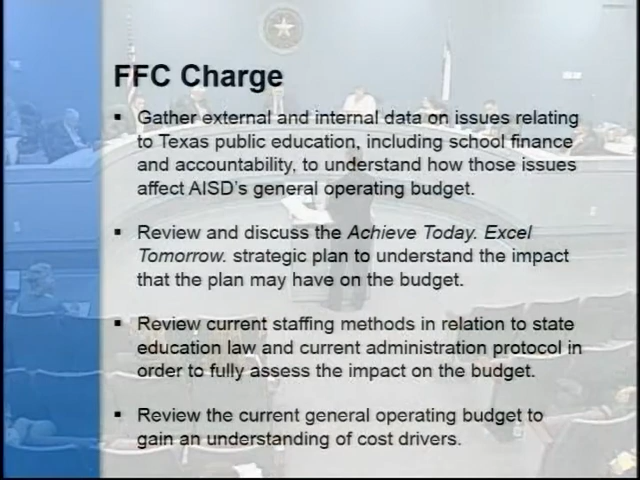 FFC Charge
▪ Gather external and internal data on issues relating
to Texas public education, including school finance
and accountability, to understand how those issues
affect AISD's general operating budget.
▪ Review and discuss the Achieve Today. Excel
Tomorrow. strategic plan to understand the impact
that the plan may have on the budget.
▪ Review current staffing methods in relation to state
education law and current administration protocol in
order to fully assess the impact on the budget.
▪ Review the current general operating budget to
gain an understanding of cost drivers.